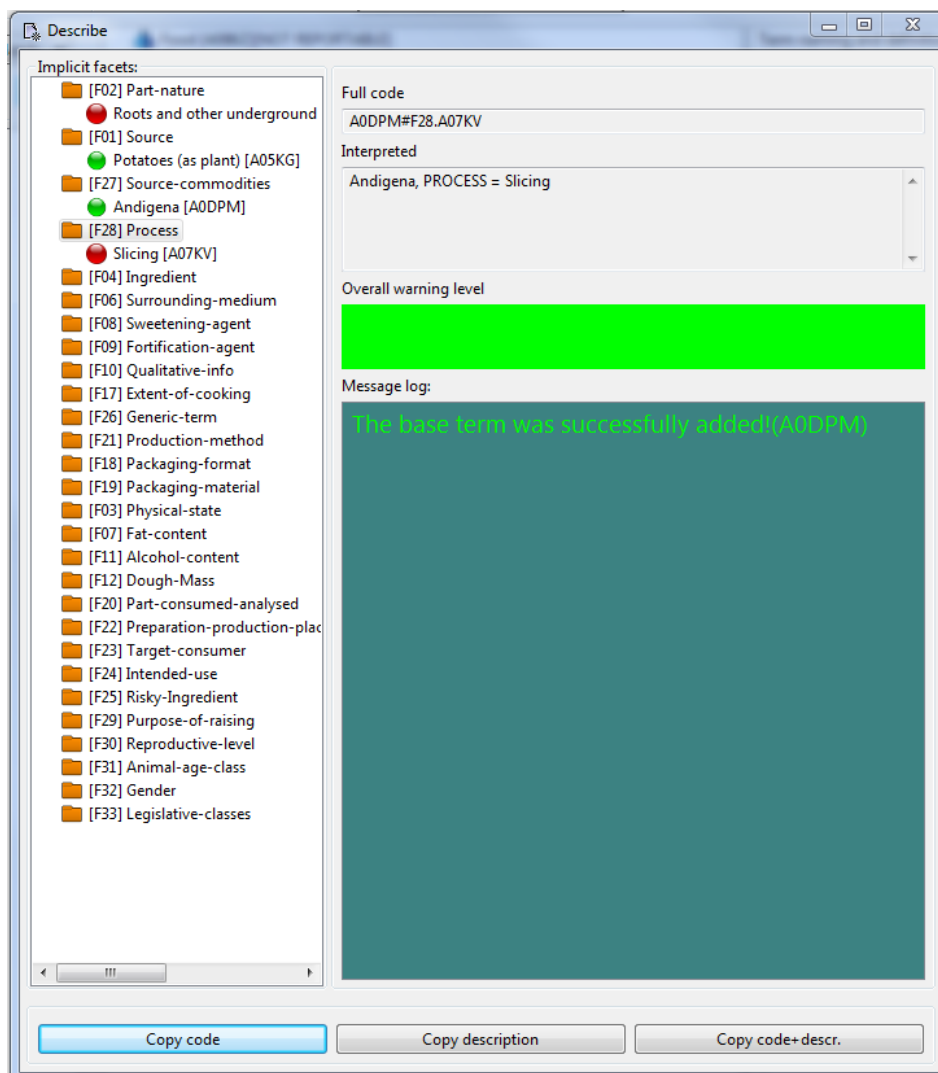 Describe
Implicit facets:
[F02] Part-nature
Roots and other underground
[F01] Source
Potatoes (as plant) [A05KG]
[F27] Source-commodities
Andigena [A0DPM]
[F28] Process
Slicing [A07KV]
[F04] Ingredient
[F06] Surrounding-medium
[F08] Sweetening-agent
[F09] Fortification-agent
[F10] Qualitative-info
[F17] Extent-of-cooking
[F26] Generic-term
[F21] Production-method
[F18] Packaging-format
[F19] Packaging-material
[F03] Physical-state
[F07] Fat-content
[F11] Alcohol-content
[F12] Dough-Mass
[F20] Part-consumed-analysed
[F22] Preparation-production-plac
[F23] Target-consumer
[F24] Intended-use
[F25] Risky-Ingredient
[F29] Purpose-of-raising
[F30] Reproductive-level
[F31] Animal-age-class
[F32] Gender
[F33] Legislative-classes
Full code
A0DPM#F28.A07KV
Interpreted
Andigena, PROCESS = Slicing
Overall warning level
Message log:
The base term was successfully added!(A0DPM)
Copy code
Copy description
Copy code+descr.